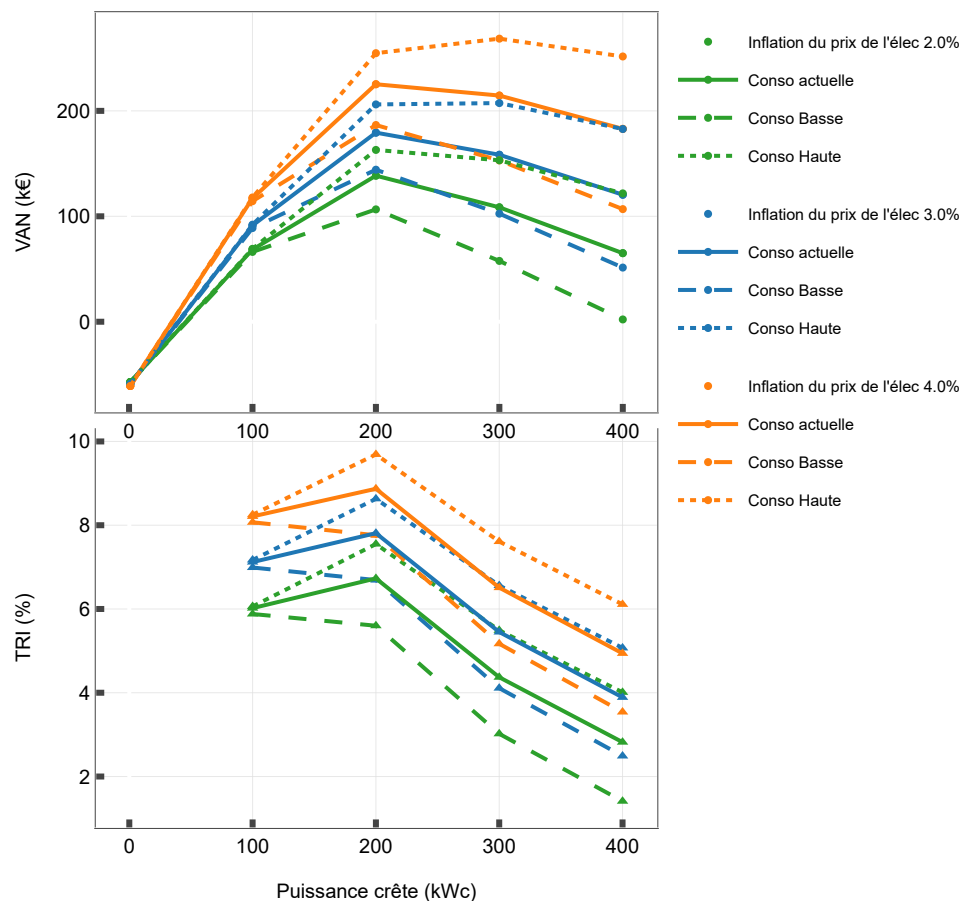 VAN (k€)
200
100
0
0 100 200 300 400
TRI (%)
10
8
6
4
2
0 100 200 300 400
Puissance crête (kWc)
Inflation du prix de l'élec 2.0%
Conso actuelle
Conso Basse
Conso Haute
Inflation du prix de l'élec 3.0%
Conso actuelle
Conso Basse
Conso Haute
Inflation du prix de l'élec 4.0%
Conso actuelle
Conso Basse
Conso Haute